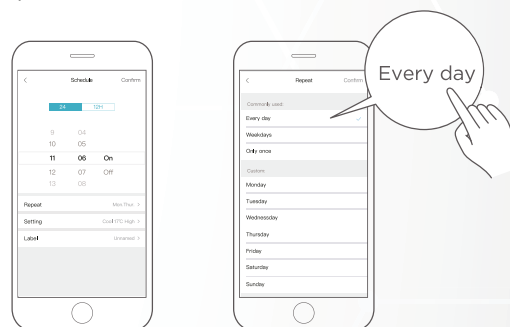 < Schedule Confirm
24 12H
9 04
10 05
11 06 On
12 07 Off
13 08
Repeat Mon.Thur. >
Setting Cool 17°C High >
Label Unnamed >
< Repeat Confirm
Commonly used
Every day
Weekdays
Only once
Custom
Monday
Tuesday
Wednesday
Thursday
Friday
Saturday
Sunday
Every day